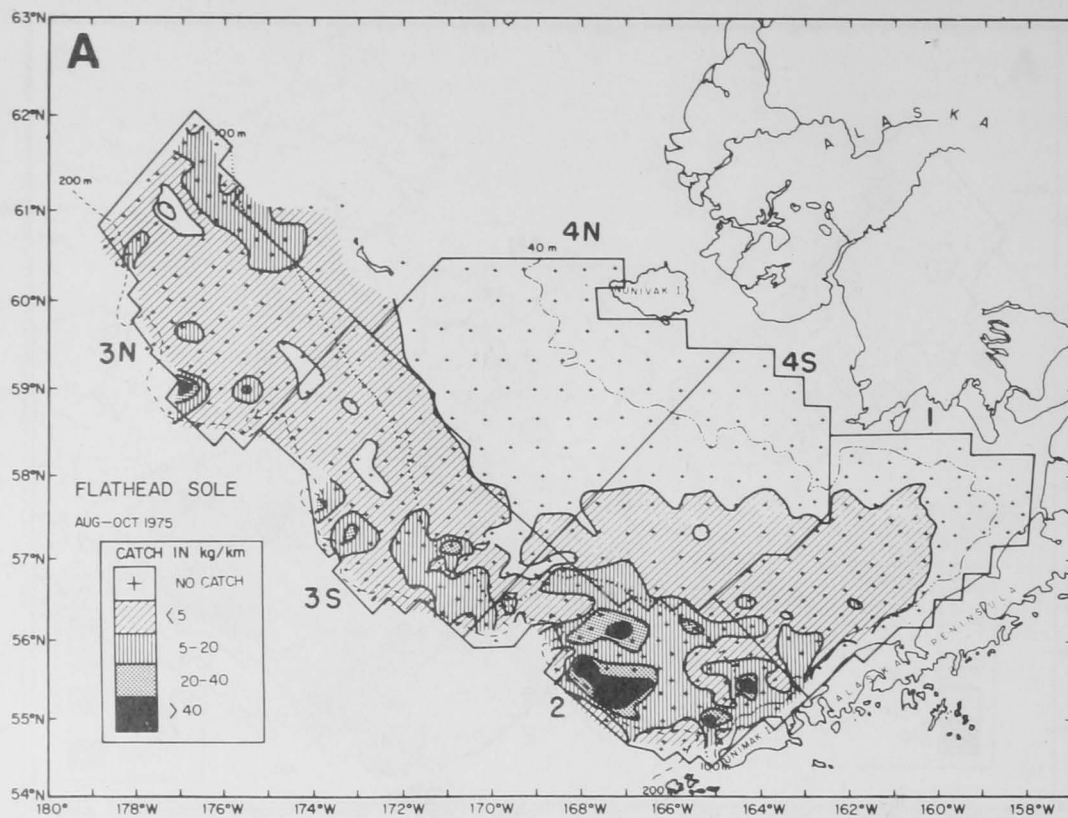 A
63°N
62°N
61°N
60°N
59°N
58°N
57°N
56°N
55°N
54°N
180°
178°W
176°W
174°W
172°W
170°W
168°W
166°W
164°W
162°W
160°W
158°W
ALASKA
100 m
200 m
40 m
4N
NUNIVAK I
3N
4S
1
FLATHEAD SOLE
AUG-OCT 1975
CATCH IN kg/km
+ NO CATCH
<5
5-20
20-40
>40
3S
2
ALASKA PENINSULA
UNIMAK I
100m
200